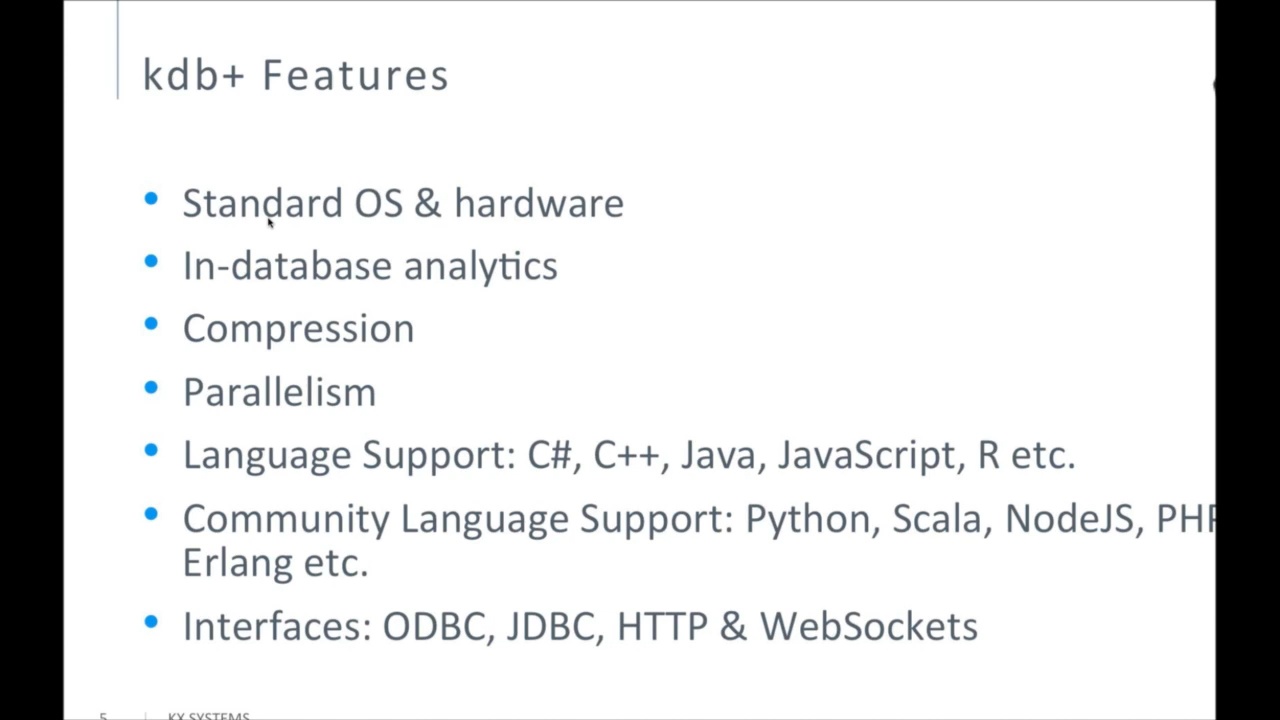 kdb+ Features
Standard OS & hardware
In-database analytics
Compression
Parallelism
Language Support: C#, C++, Java, JavaScript, R etc.
Community Language Support: Python, Scala, NodeJS,
Erlang etc.
Interfaces: ODBC, JDBC, HTTP & WebSockets
5 KX SYSTEMS